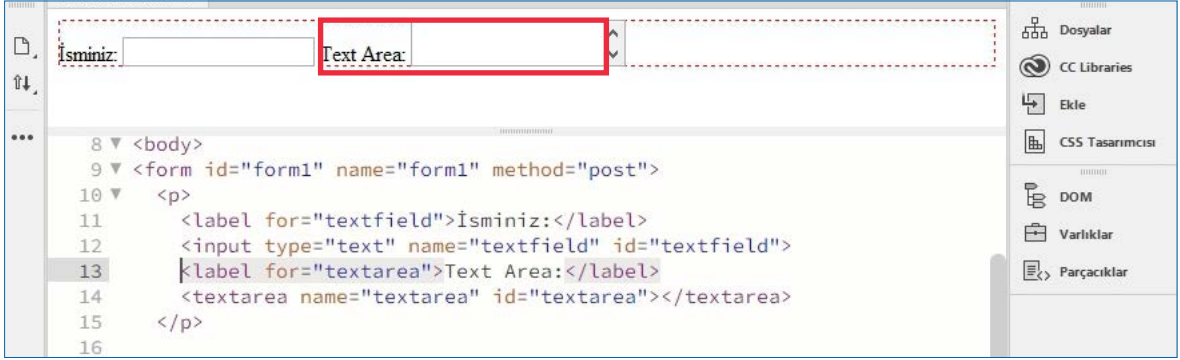 İsminiz: Text Area:
8 <body>
9 <form id="form1" name="form1" method="post">
10 <p>
11 <label for="textfield">İsminiz:</label>
12 <input type="text" name="textfield" id="textfield">
13 <label for="textarea">Text Area:</label>
14 <textarea name="textarea" id="textarea"></textarea>
15 </p>
16
Dosyalar
CC Libraries
Ekle
CSS Tasarımcısı
DOM
Varlıklar
Parçacıklar